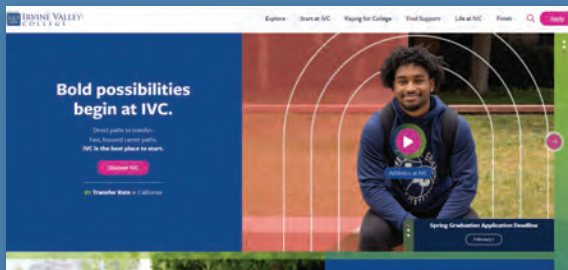 IRVINE VALLEY
COLLEGE
Explore Start at IVC Paying for College Find Support Life at IVC Finish Apply
Bold possibilities
begin at IVC.
Direct paths to transfer.
Fast, focused career paths.
IVC is the best place to start.
Discover IVC
#1 Transfer Rate in California
Athletics at IVC
Spring Graduation Application Deadline
February 1